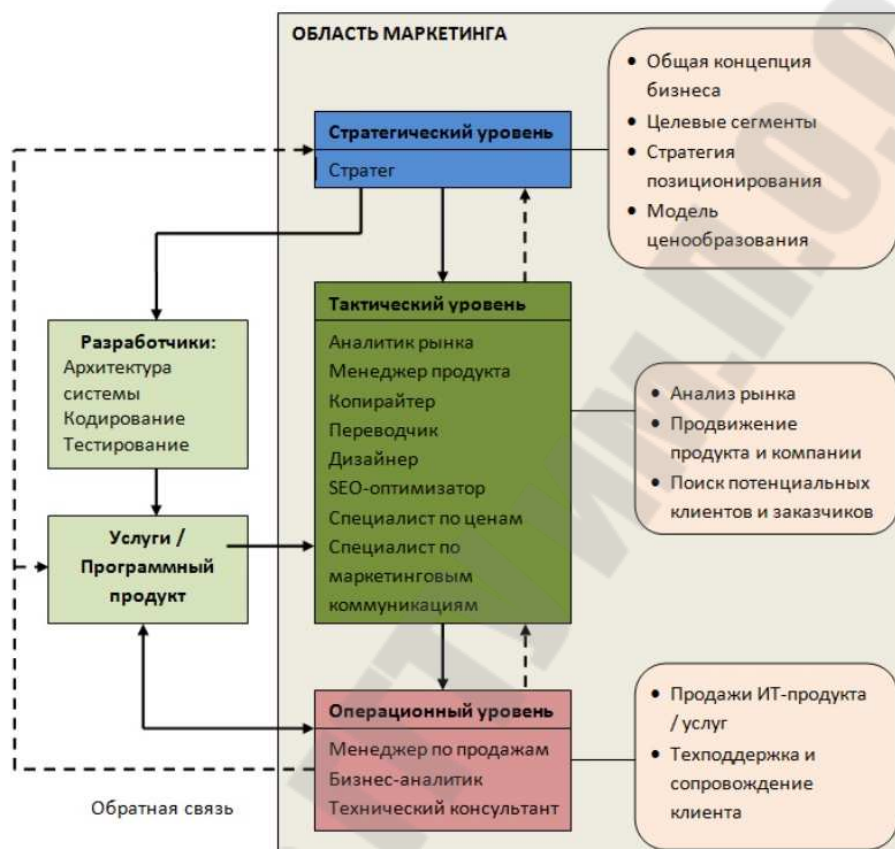 ОБЛАСТЬ МАРКЕТИНГА
Стратегический уровень
Стратег
• Общая концепция
бизнеса
• Целевые сегменты
• Стратегия
позиционирования
• Модель
ценообразования
Разработчики:
Архитектура
системы
Кодирование
Тестирование
Услуги /
Программный
продукт
Тактический уровень
Аналитик рынка
Менеджер продукта
Копирайтер
Переводчик
Дизайнер
SEO-оптимизатор
Специалист по ценам
Специалист по
маркетинговым
коммуникациям
• Анализ рынка
• Продвижение
продукта и компании
• Поиск потенциальных
клиентов и заказчиков
Операционный уровень
Менеджер по продажам
Бизнес-аналитик
Технический консультант
• Продажи ИТ-продукта
/ услуг
• Техподдержка и
сопровождение
клиента
Обратная связь